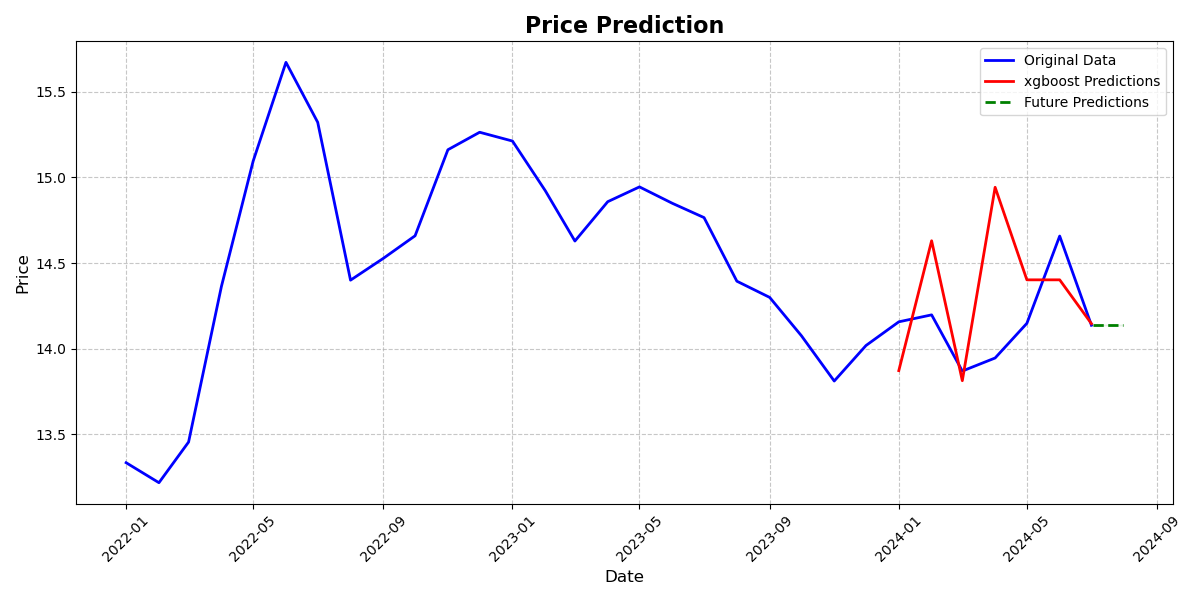 Price Prediction
Original Data
xgboost Predictions
Future Predictions
Price
15.5
15.0
14.5
14.0
13.5
2022-01
2022-05
2022-09
2023-01
2023-05
2023-09
2024-01
2024-05
2024-09
Date